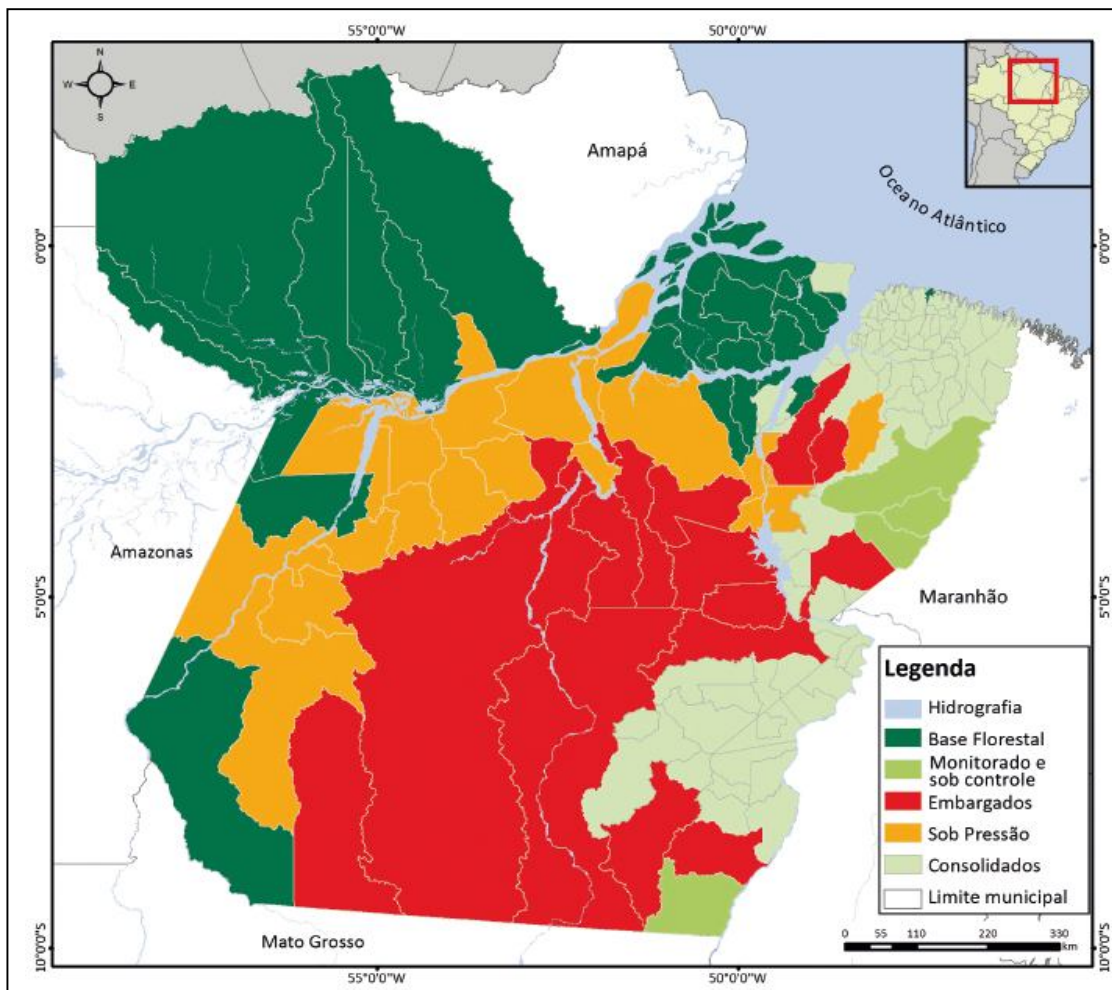 55°0'0"W
50°0'0"W
N
W
E
S
Amapá
Oceano Atlântico
0°0'0"
0°0'0"
Amazonas
5°0'0"S
5°0'0"S
Maranhão
Legenda
Hidrografia
Base Florestal
Monitorado e
sob controle
Embargados
Sob Pressão
Consolidados
Limite municipal
0
55
110
220
330
km
Mato Grosso
10°0'0"S
10°0'0"S
55°0'0"W
50°0'0"W